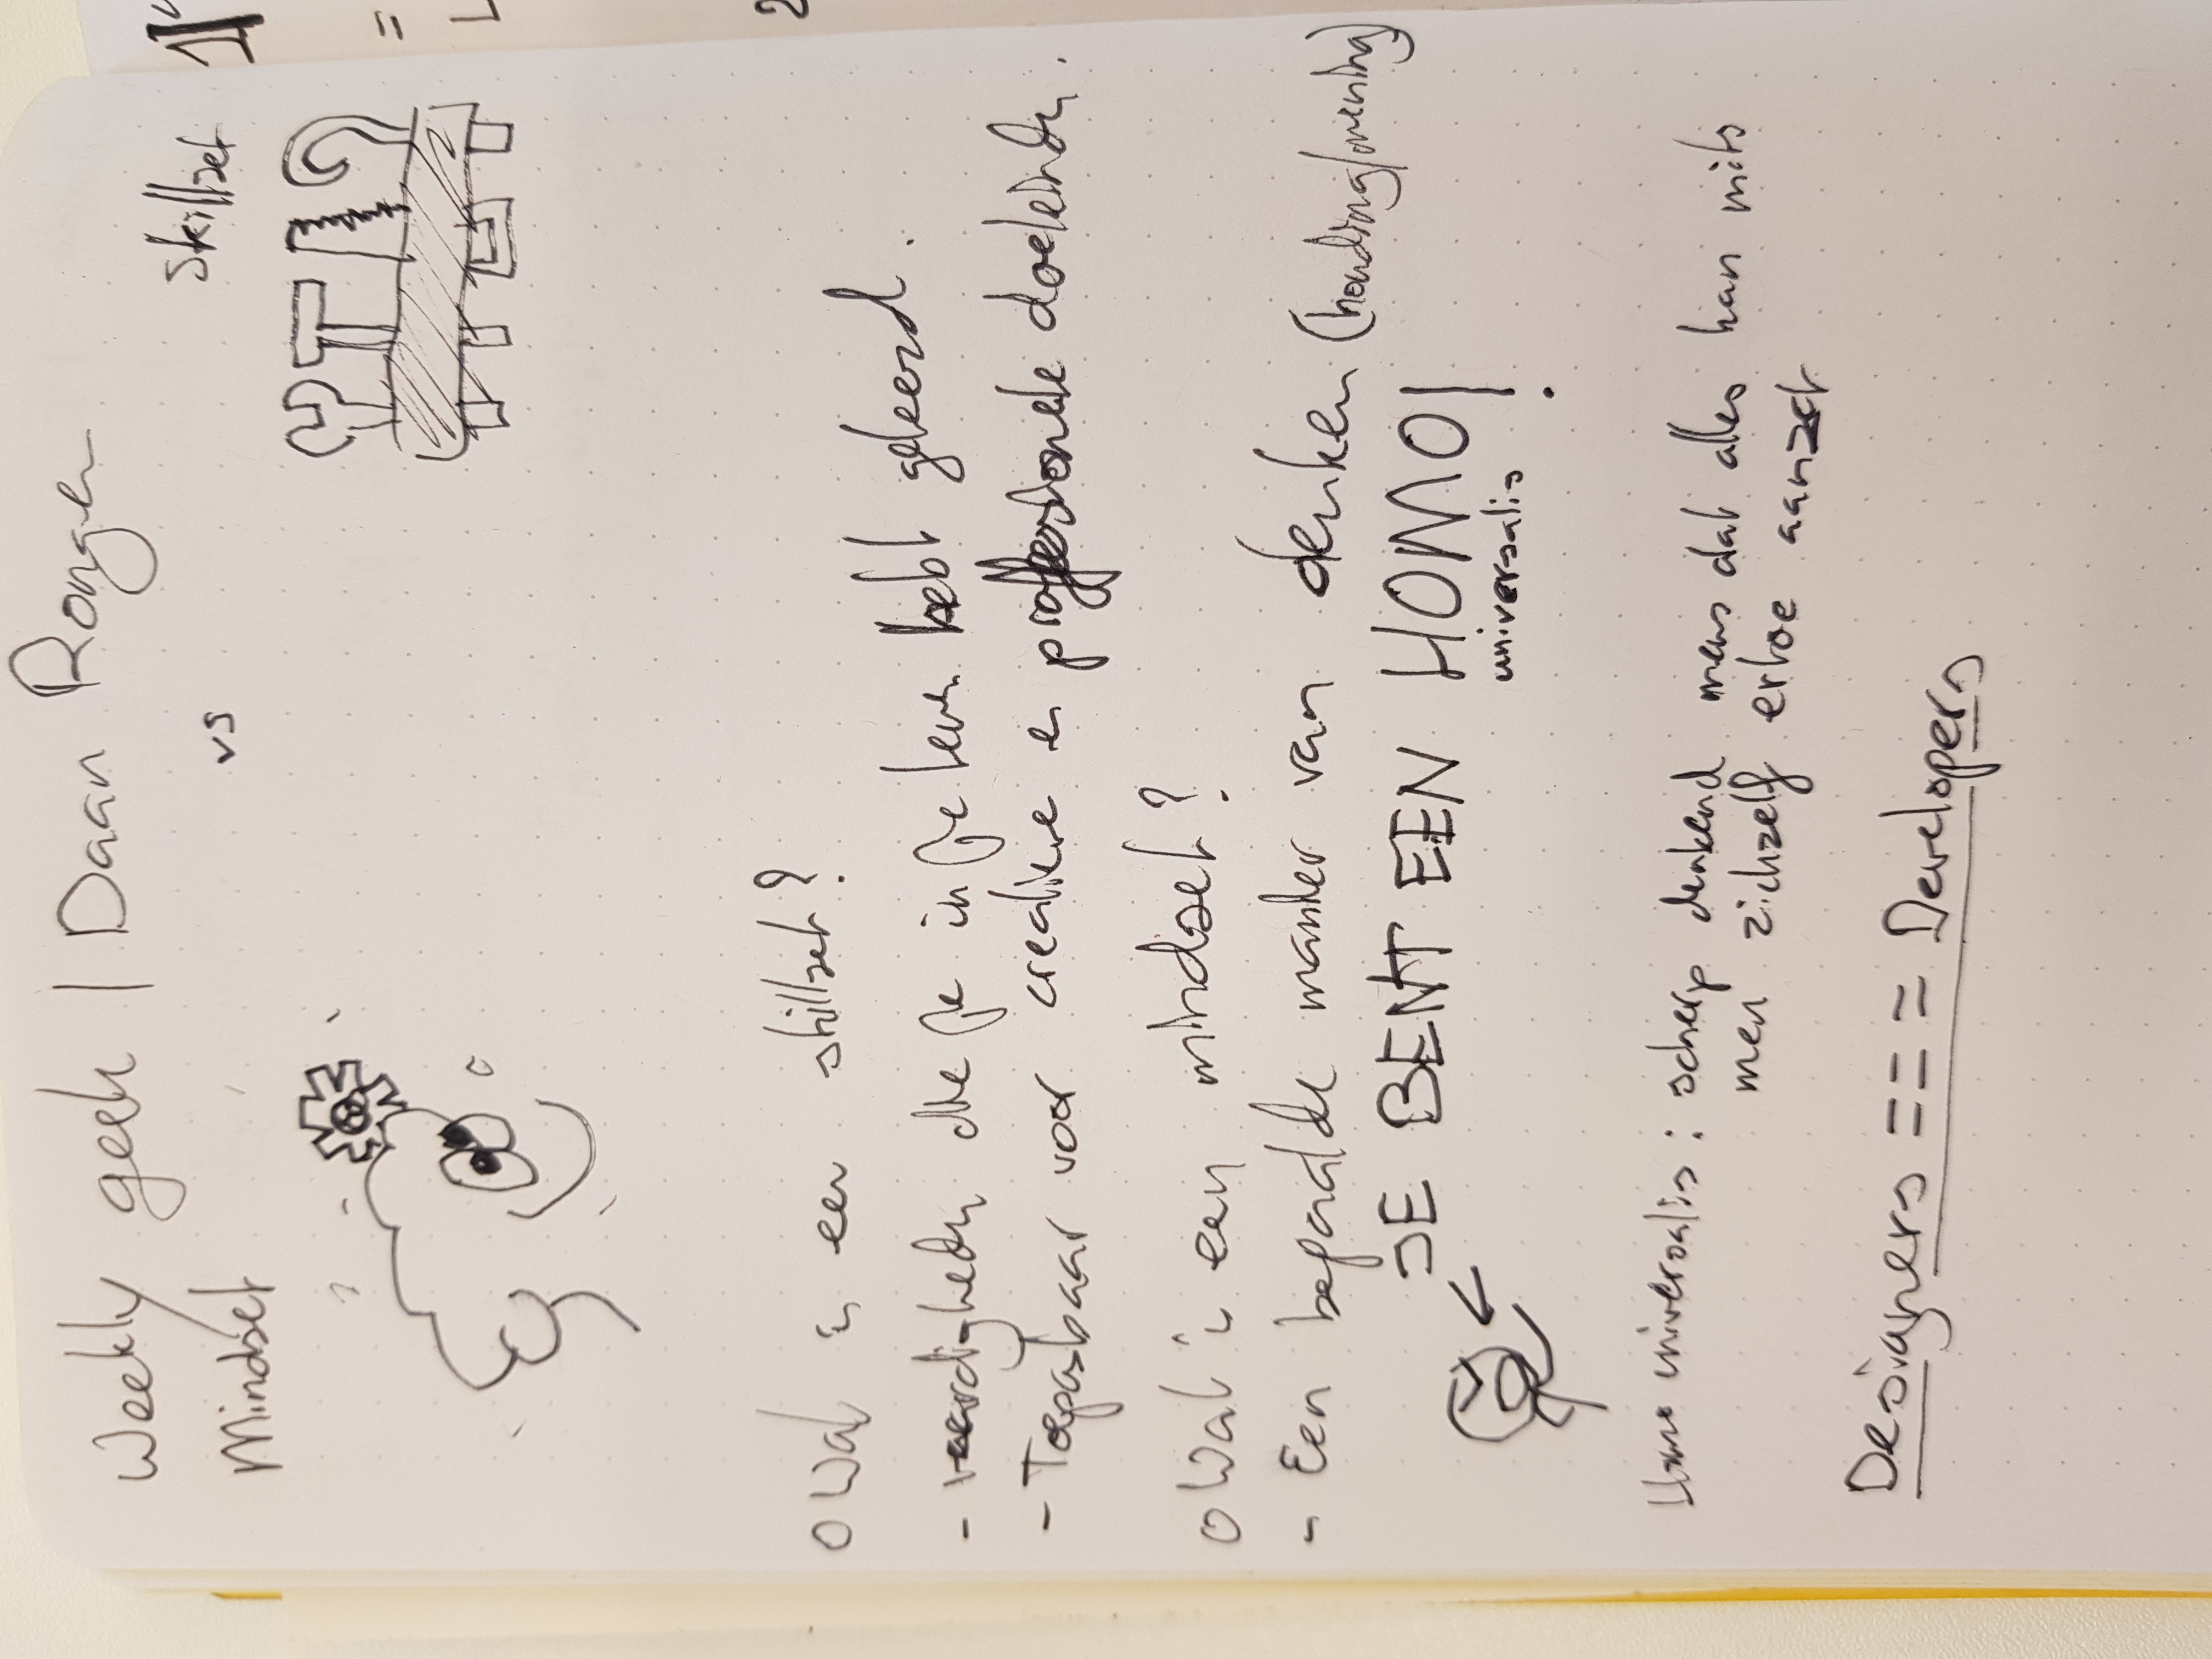 Weekly geek | Daan Rongen
Mindset vs Skillset
O Wat is een skillset?
- vaardigheden die je in je leven hebt geleerd.
- Toepasbaar voor creatieve en proffessionele doeleinden.
O Wat is een mindset?
- Een bepaalde manier van denken (houding/mening)
JE BENT EEN HOMO!
universalis
Homo universalis: scherp denkend mens dat alles kan mits
men zichzelf ertoe aanzet
Designers === Developers